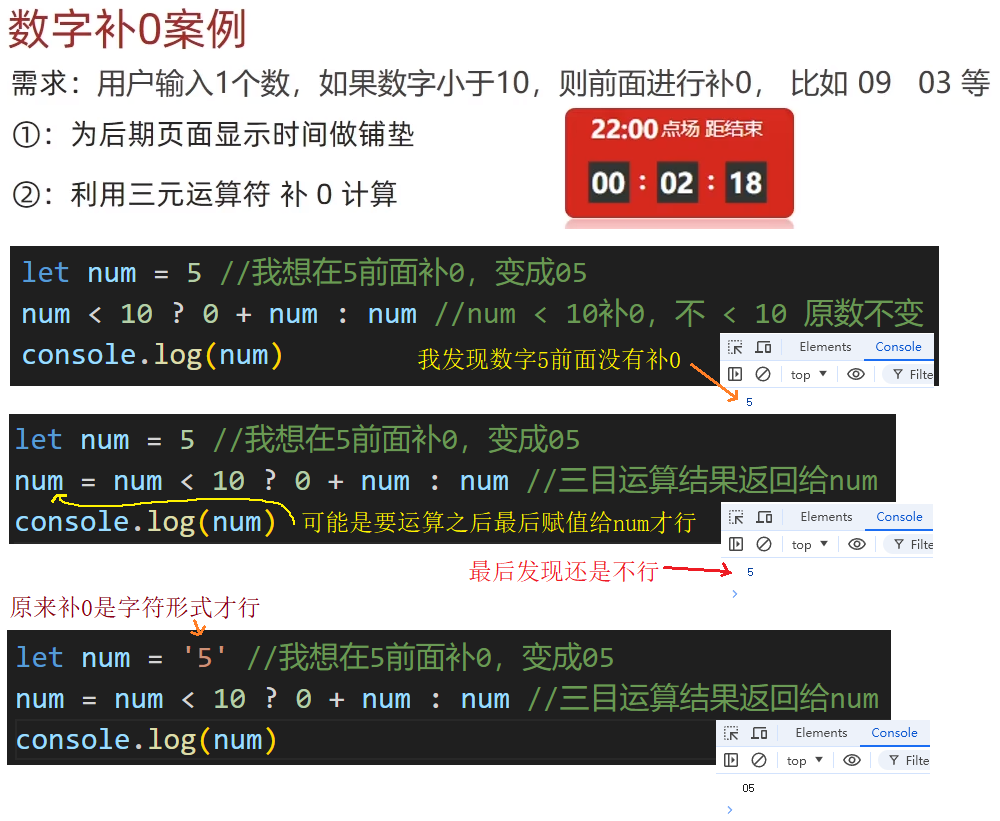 数字补0案例
需求：用户输入1个数，如果数字小于10，则前面进行补0， 比如 09 03 等
①：为后期页面显示时间做铺垫
②：利用三元运算符 补 0 计算
22:00点场 距结束
00 : 02 : 18
let num = 5 //我想在5前面补0，变成05
num < 10 ? 0 + num : num //num < 10补0，不 < 10 原数不变
console.log(num)
我发现数字5前面没有补0
Elements Console
top ▼ Filte
5
let num = 5 //我想在5前面补0，变成05
num = num < 10 ? 0 + num : num //三目运算结果返回给num
console.log(num)
可能是要运算之后最后赋值给num才行
Elements Console
top ▼ Filte
最后发现还是不行
5
>
原来补0是字符形式才行
let num = '5' //我想在5前面补0，变成05
num = num < 10 ? 0 + num : num //三目运算结果返回给num
console.log(num)
Elements Console
top ▼ Filte
05
>